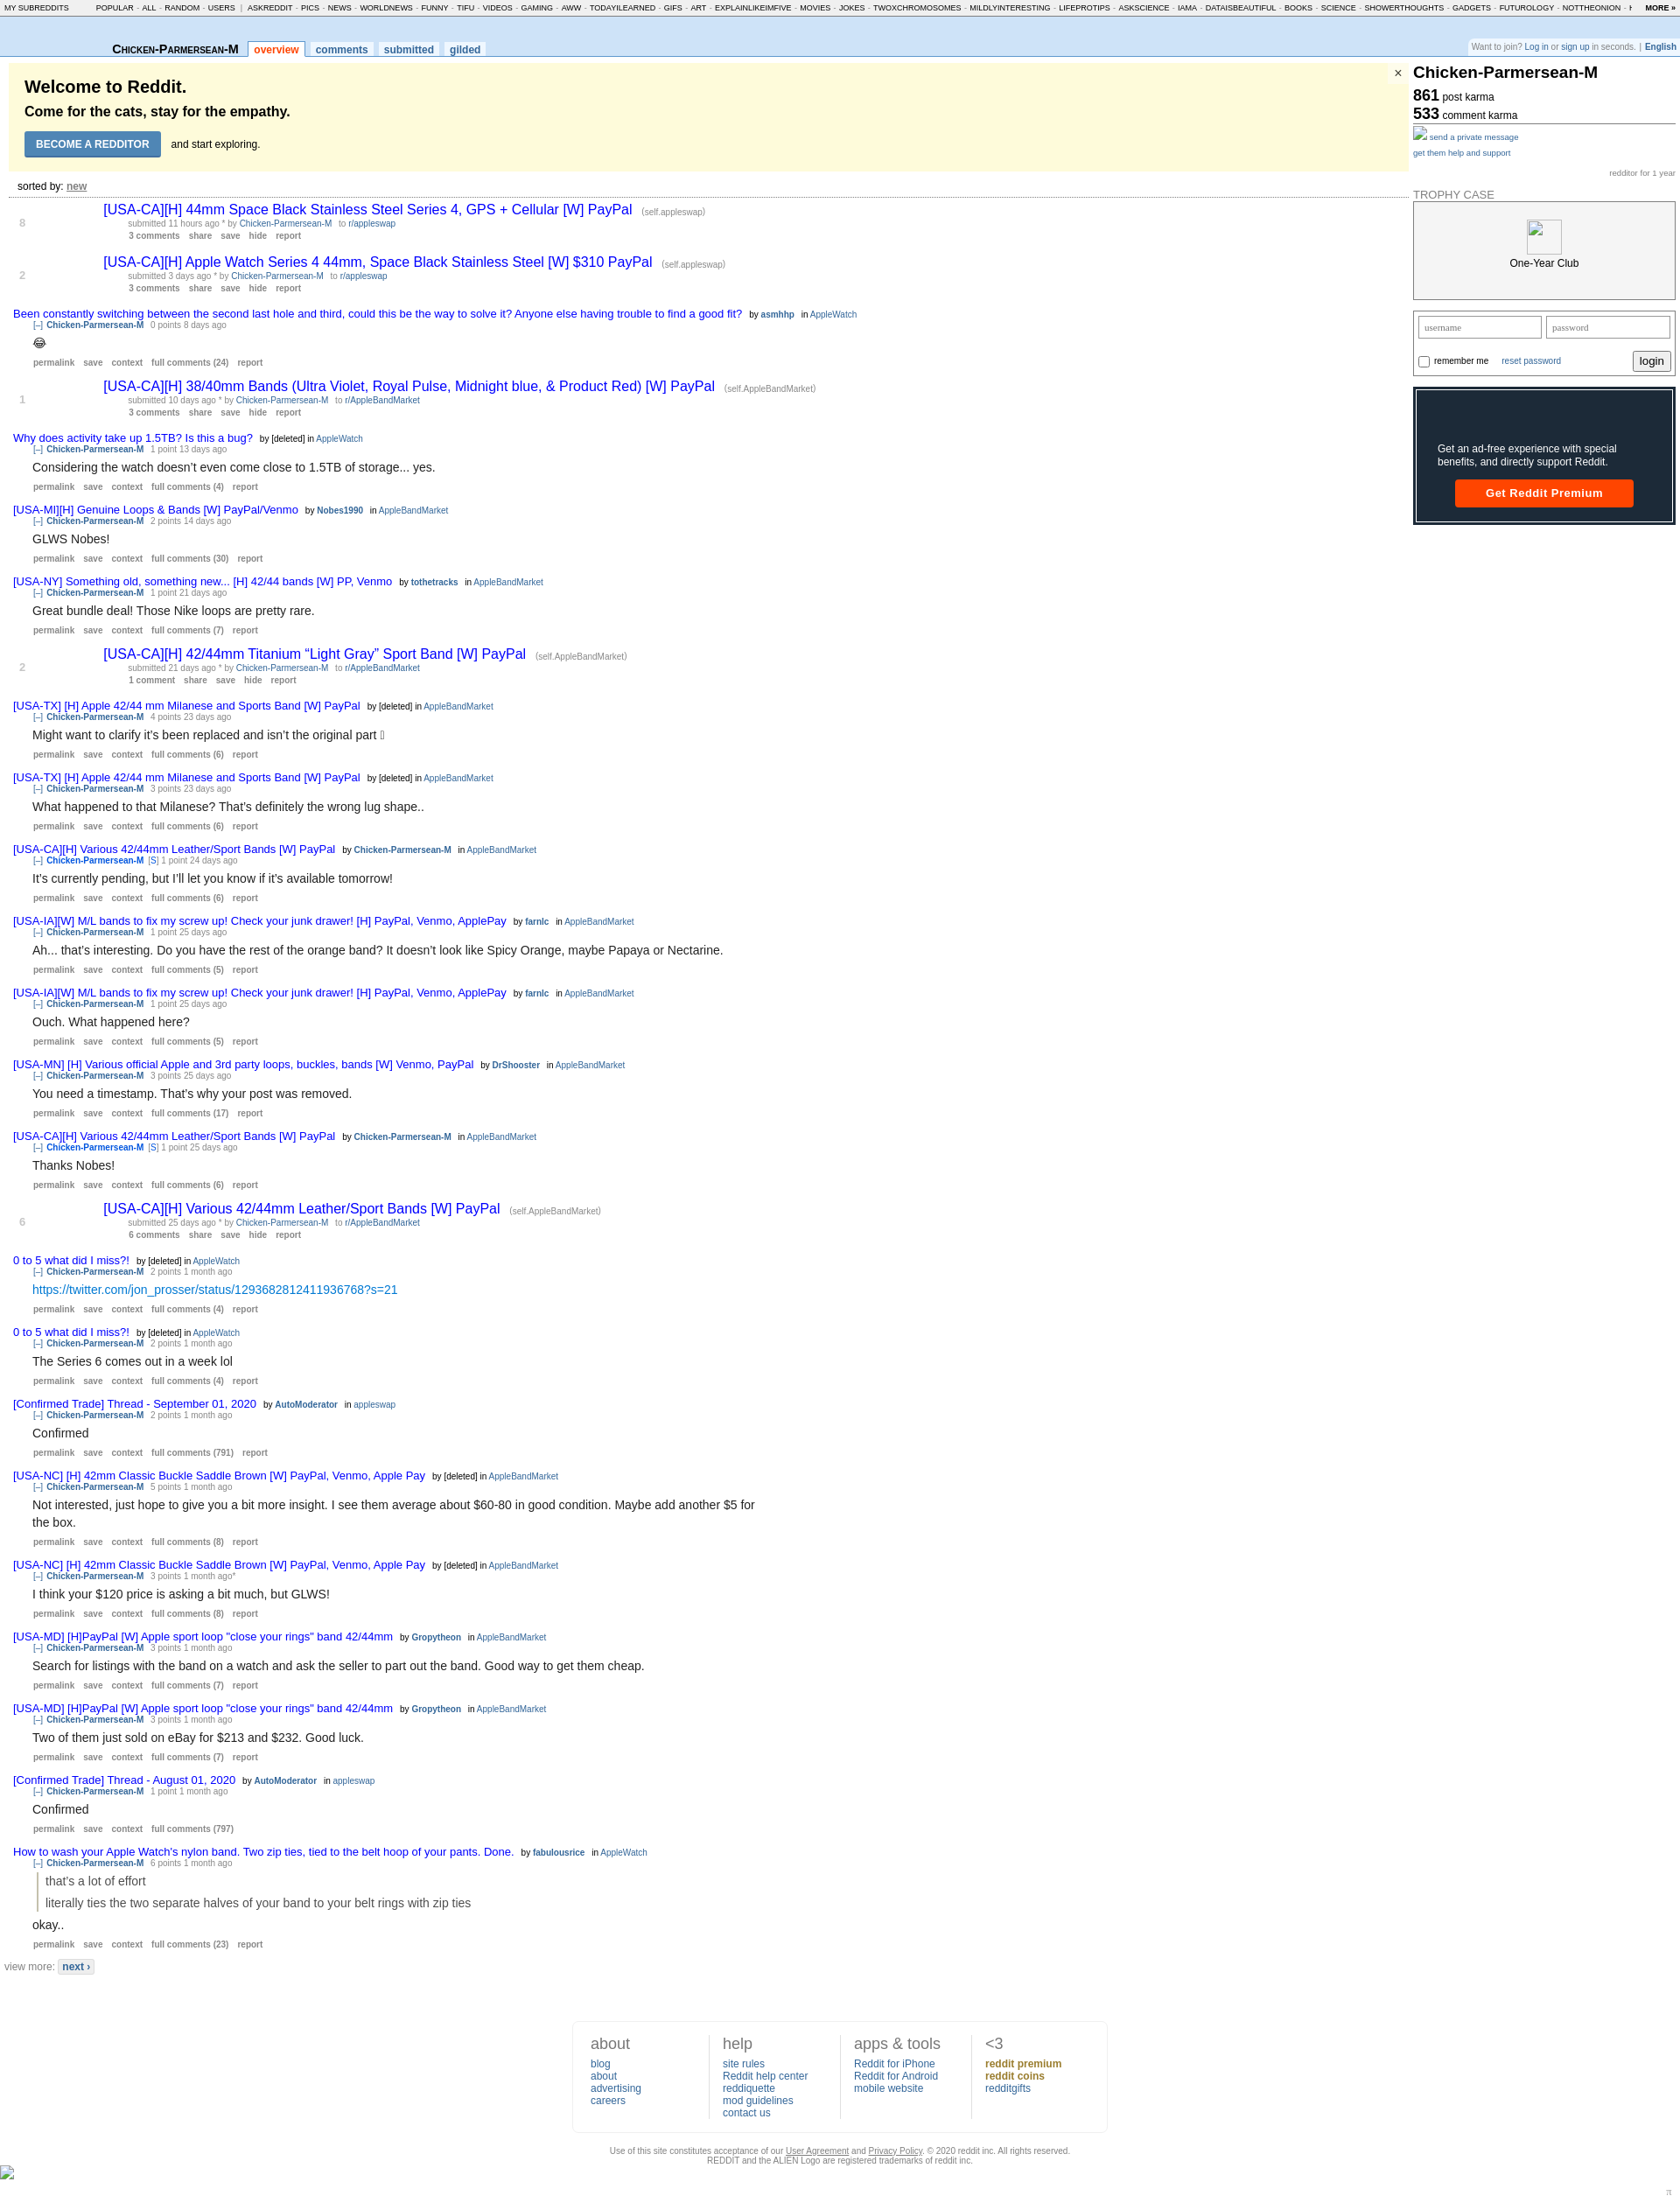 MY SUBREDDITS POPULAR - ALL - RANDOM - USERS | ASKREDDIT - PICS - NEWS - WORLDNEWS - FUNNY - TIFU - VIDEOS - GAMING - AWW - TODAYILEARNED - GIFS - ART - EXPLAINLIKEIMFIVE - MOVIES - JOKES - TWOXCHROMOSOMES - MILDLYINTERESTING - LIFEPROTIPS - ASKSCIENCE - IAMA - DATAISBEAUTIFUL - BOOKS - SCIENCE - SHOWERTHOUGHTS - GADGETS - FUTUROLOGY - NOTTHEONION - MORE »
Chicken-Parmersean-M overview comments submitted gilded
Want to join? Log in or sign up in seconds. | English
Welcome to Reddit.
×
Come for the cats, stay for the empathy.
BECOME A REDDITOR and start exploring.
sorted by: new
8
[USA-CA][H] 44mm Space Black Stainless Steel Series 4, GPS + Cellular [W] PayPal (self.appleswap)
submitted 11 hours ago * by Chicken-Parmersean-M to r/appleswap
3 comments share save hide report
2
[USA-CA][H] Apple Watch Series 4 44mm, Space Black Stainless Steel [W] $310 PayPal (self.appleswap)
submitted 3 days ago * by Chicken-Parmersean-M to r/appleswap
3 comments share save hide report
Been constantly switching between the second last hole and third, could this be the way to solve it? Anyone else having trouble to find a good fit? by asmhhp in AppleWatch
[–] Chicken-Parmersean-M 0 points 8 days ago
😂
permalink save context full comments (24) report
1
[USA-CA][H] 38/40mm Bands (Ultra Violet, Royal Pulse, Midnight blue, & Product Red) [W] PayPal (self.AppleBandMarket)
submitted 10 days ago * by Chicken-Parmersean-M to r/AppleBandMarket
3 comments share save hide report
Why does activity take up 1.5TB? Is this a bug? by [deleted] in AppleWatch
[–] Chicken-Parmersean-M 1 point 13 days ago
Considering the watch doesn’t even come close to 1.5TB of storage... yes.
permalink save context full comments (4) report
[USA-MI][H] Genuine Loops & Bands [W] PayPal/Venmo by Nobes1990 in AppleBandMarket
[–] Chicken-Parmersean-M 2 points 14 days ago
GLWS Nobes!
permalink save context full comments (30) report
[USA-NY] Something old, something new... [H] 42/44 bands [W] PP, Venmo by tothetracks in AppleBandMarket
[–] Chicken-Parmersean-M 1 point 21 days ago
Great bundle deal! Those Nike loops are pretty rare.
permalink save context full comments (7) report
2
[USA-CA][H] 42/44mm Titanium “Light Gray” Sport Band [W] PayPal (self.AppleBandMarket)
submitted 21 days ago * by Chicken-Parmersean-M to r/AppleBandMarket
1 comment share save hide report
[USA-TX] [H] Apple 42/44 mm Milanese and Sports Band [W] PayPal by [deleted] in AppleBandMarket
[–] Chicken-Parmersean-M 4 points 23 days ago
Might want to clarify it’s been replaced and isn’t the original part
permalink save context full comments (6) report
[USA-TX] [H] Apple 42/44 mm Milanese and Sports Band [W] PayPal by [deleted] in AppleBandMarket
[–] Chicken-Parmersean-M 3 points 23 days ago
What happened to that Milanese? That’s definitely the wrong lug shape..
permalink save context full comments (6) report
[USA-CA][H] Various 42/44mm Leather/Sport Bands [W] PayPal by Chicken-Parmersean-M in AppleBandMarket
[–] Chicken-Parmersean-M [S] 1 point 24 days ago
It’s currently pending, but I’ll let you know if it’s available tomorrow!
permalink save context full comments (6) report
[USA-IA][W] M/L bands to fix my screw up! Check your junk drawer! [H] PayPal, Venmo, ApplePay by farnlc in AppleBandMarket
[–] Chicken-Parmersean-M 1 point 25 days ago
Ah... that’s interesting. Do you have the rest of the orange band? It doesn’t look like Spicy Orange, maybe Papaya or Nectarine.
permalink save context full comments (5) report
[USA-IA][W] M/L bands to fix my screw up! Check your junk drawer! [H] PayPal, Venmo, ApplePay by farnlc in AppleBandMarket
[–] Chicken-Parmersean-M 1 point 25 days ago
Ouch. What happened here?
permalink save context full comments (5) report
[USA-MN] [H] Various official Apple and 3rd party loops, buckles, bands [W] Venmo, PayPal by DrShooster in AppleBandMarket
[–] Chicken-Parmersean-M 3 points 25 days ago
You need a timestamp. That’s why your post was removed.
permalink save context full comments (17) report
[USA-CA][H] Various 42/44mm Leather/Sport Bands [W] PayPal by Chicken-Parmersean-M in AppleBandMarket
[–] Chicken-Parmersean-M [S] 1 point 25 days ago
Thanks Nobes!
permalink save context full comments (6) report
6
[USA-CA][H] Various 42/44mm Leather/Sport Bands [W] PayPal (self.AppleBandMarket)
submitted 25 days ago * by Chicken-Parmersean-M to r/AppleBandMarket
6 comments share save hide report
0 to 5 what did I miss?! by [deleted] in AppleWatch
[–] Chicken-Parmersean-M 2 points 1 month ago
https://twitter.com/jon_prosser/status/1293682812411936768?s=21
permalink save context full comments (4) report
0 to 5 what did I miss?! by [deleted] in AppleWatch
[–] Chicken-Parmersean-M 2 points 1 month ago
The Series 6 comes out in a week lol
permalink save context full comments (4) report
[Confirmed Trade] Thread - September 01, 2020 by AutoModerator in appleswap
[–] Chicken-Parmersean-M 2 points 1 month ago
Confirmed
permalink save context full comments (791) report
[USA-NC] [H] 42mm Classic Buckle Saddle Brown [W] PayPal, Venmo, Apple Pay by [deleted] in AppleBandMarket
[–] Chicken-Parmersean-M 5 points 1 month ago
Not interested, just hope to give you a bit more insight. I see them average about $60-80 in good condition. Maybe add another $5 for
the box.
permalink save context full comments (8) report
[USA-NC] [H] 42mm Classic Buckle Saddle Brown [W] PayPal, Venmo, Apple Pay by [deleted] in AppleBandMarket
[–] Chicken-Parmersean-M 3 points 1 month ago*
I think your $120 price is asking a bit much, but GLWS!
permalink save context full comments (8) report
[USA-MD] [H]PayPal [W] Apple sport loop "close your rings" band 42/44mm by Gropytheon in AppleBandMarket
[–] Chicken-Parmersean-M 3 points 1 month ago
Search for listings with the band on a watch and ask the seller to part out the band. Good way to get them cheap.
permalink save context full comments (7) report
[USA-MD] [H]PayPal [W] Apple sport loop "close your rings" band 42/44mm by Gropytheon in AppleBandMarket
[–] Chicken-Parmersean-M 3 points 1 month ago
Two of them just sold on eBay for $213 and $232. Good luck.
permalink save context full comments (7) report
[Confirmed Trade] Thread - August 01, 2020 by AutoModerator in appleswap
[–] Chicken-Parmersean-M 1 point 1 month ago
Confirmed
permalink save context full comments (797)
How to wash your Apple Watch's nylon band. Two zip ties, tied to the belt hoop of your pants. Done. by fabulousrice in AppleWatch
[–] Chicken-Parmersean-M 6 points 1 month ago
that’s a lot of effort
literally ties the two separate halves of your band to your belt rings with zip ties
okay..
permalink save context full comments (23) report
view more: next ›
Chicken-Parmersean-M
861 post karma
533 comment karma
send a private message
get them help and support
redditor for 1 year
TROPHY CASE
One-Year Club
username password
remember me reset password login
Get an ad-free experience with special
benefits, and directly support Reddit.
Get Reddit Premium
about
blog
about
advertising
careers
help
site rules
Reddit help center
reddiquette
mod guidelines
contact us
apps & tools
Reddit for iPhone
Reddit for Android
mobile website
<3
reddit premium
reddit coins
redditgifts
Use of this site constitutes acceptance of our User Agreement and Privacy Policy. © 2020 reddit inc. All rights reserved.
REDDIT and the ALIEN Logo are registered trademarks of reddit inc.
π